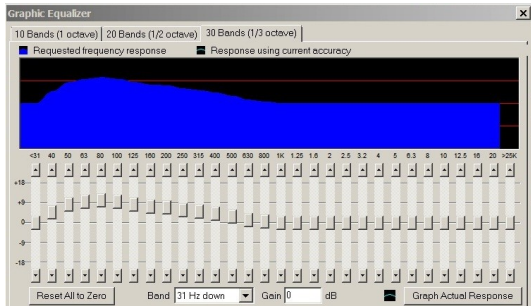 Graphic Equalizer
10 Bands (1 octave) 20 Bands (1/2 octave) 30 Bands (1/3 octave)
Requested frequency response Response using current accuracy
<31 40 50 63 80 100 125 160 200 250 315 400 500 630 800 1K 1.25 1.6 2 2.5 3.2 4 5 6.3 8 10 12.5 16 20 >25K
+18
+9
0
-9
-18
Reset All to Zero Band 31 Hz down Gain 0 dB Graph Actual Response